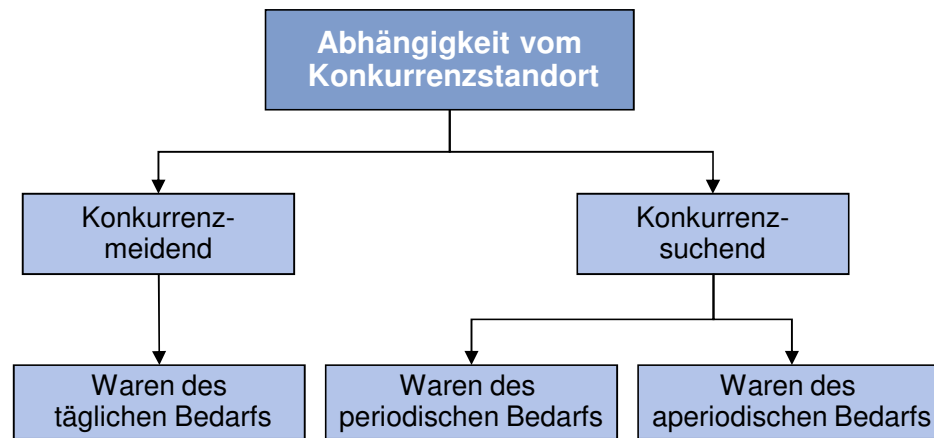 Abhängigkeit vom
Konkurrenzstandort
Konkurrenz-
meidend
Konkurrenz-
suchend
Waren des
täglichen Bedarfs
Waren des
periodischen Bedarfs
Waren des
aperiodischen Bedarfs